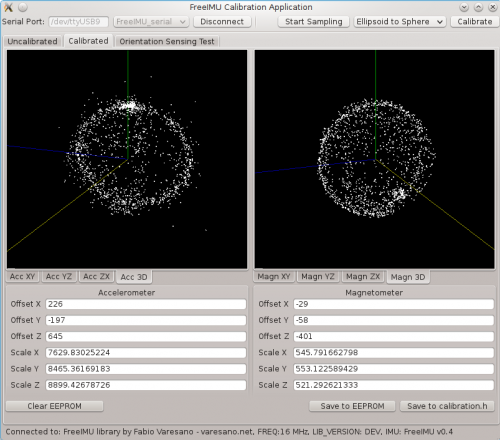 FreeIMU Calibration Application
Serial Port: /dev/ttyUSB9 FreeIMU_serial Disconnect Start Sampling Ellipsoid to Sphere Calibrate
Uncalibrated Calibrated Orientation Sensing Test
Acc XY Acc YZ Acc ZX Acc 3D Magn XY Magn YZ Magn ZX Magn 3D
Accelerometer Magnetometer
Offset X 226 Offset X -29
Offset Y -197 Offset Y -58
Offset Z 645 Offset Z -401
Scale X 7629.83025224 Scale X 545.791662798
Scale Y 8465.36169183 Scale Y 553.122589429
Scale Z 8899.42678726 Scale Z 521.292621333
Clear EEPROM Save to EEPROM Save to calibration.h
Connected to: FreeIMU library by Fabio Varesano - varesano.net, FREQ:16 MHz, LIB_VERSION: DEV, IMU: FreeIMU v0.4